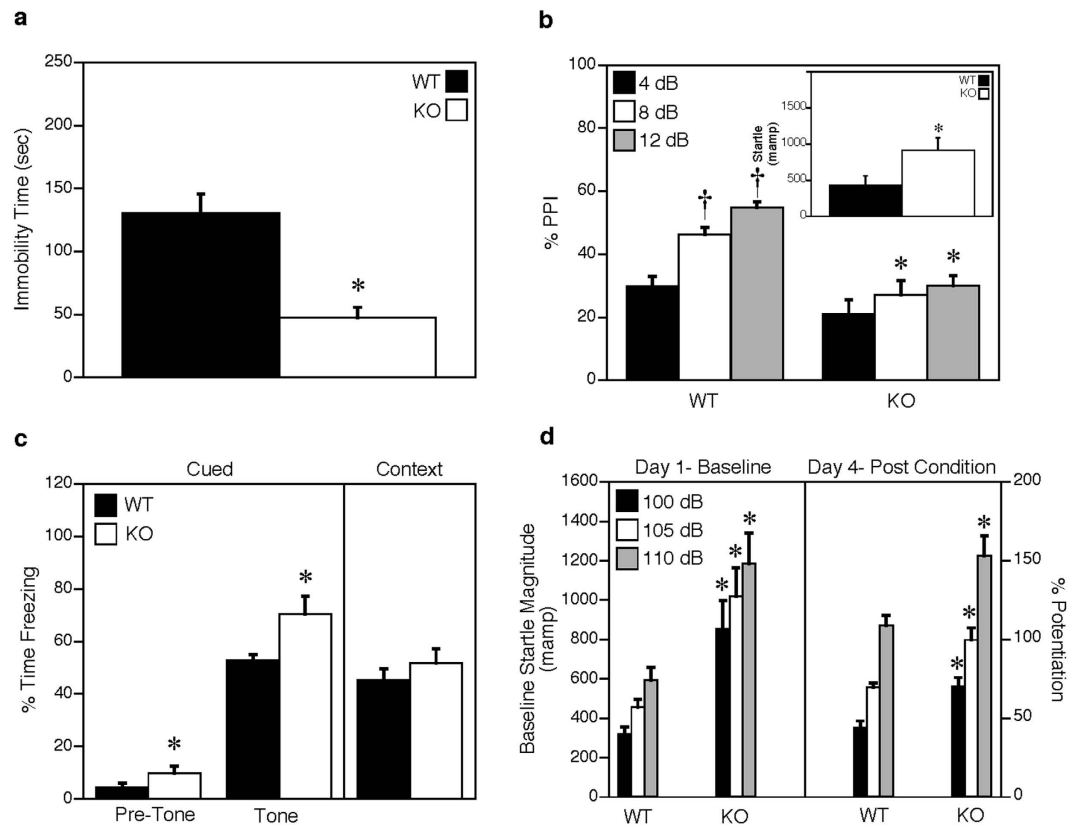 a
250
200
150
100
50
0
Immobility Time (sec)
WT
KO
*
b
100
80
60
40
20
0
% PPI
4 dB
8 dB
12 dB
†
†
*
*
WT
KO
Startle
(mamp)
1500
1000
500
0
WT
KO
*
c
Cued
Context
120
100
80
60
40
20
0
% Time Freezing
WT
KO
*
*
Pre-Tone
Tone
d
Day 1- Baseline
Day 4- Post Condition
1600
1400
1200
1000
800
600
400
200
0
Baseline Startle Magnitude
(mamp)
100 dB
105 dB
110 dB
*
*
*
*
*
*
200
150
100
50
0
% Potentiation
WT
KO
WT
KO